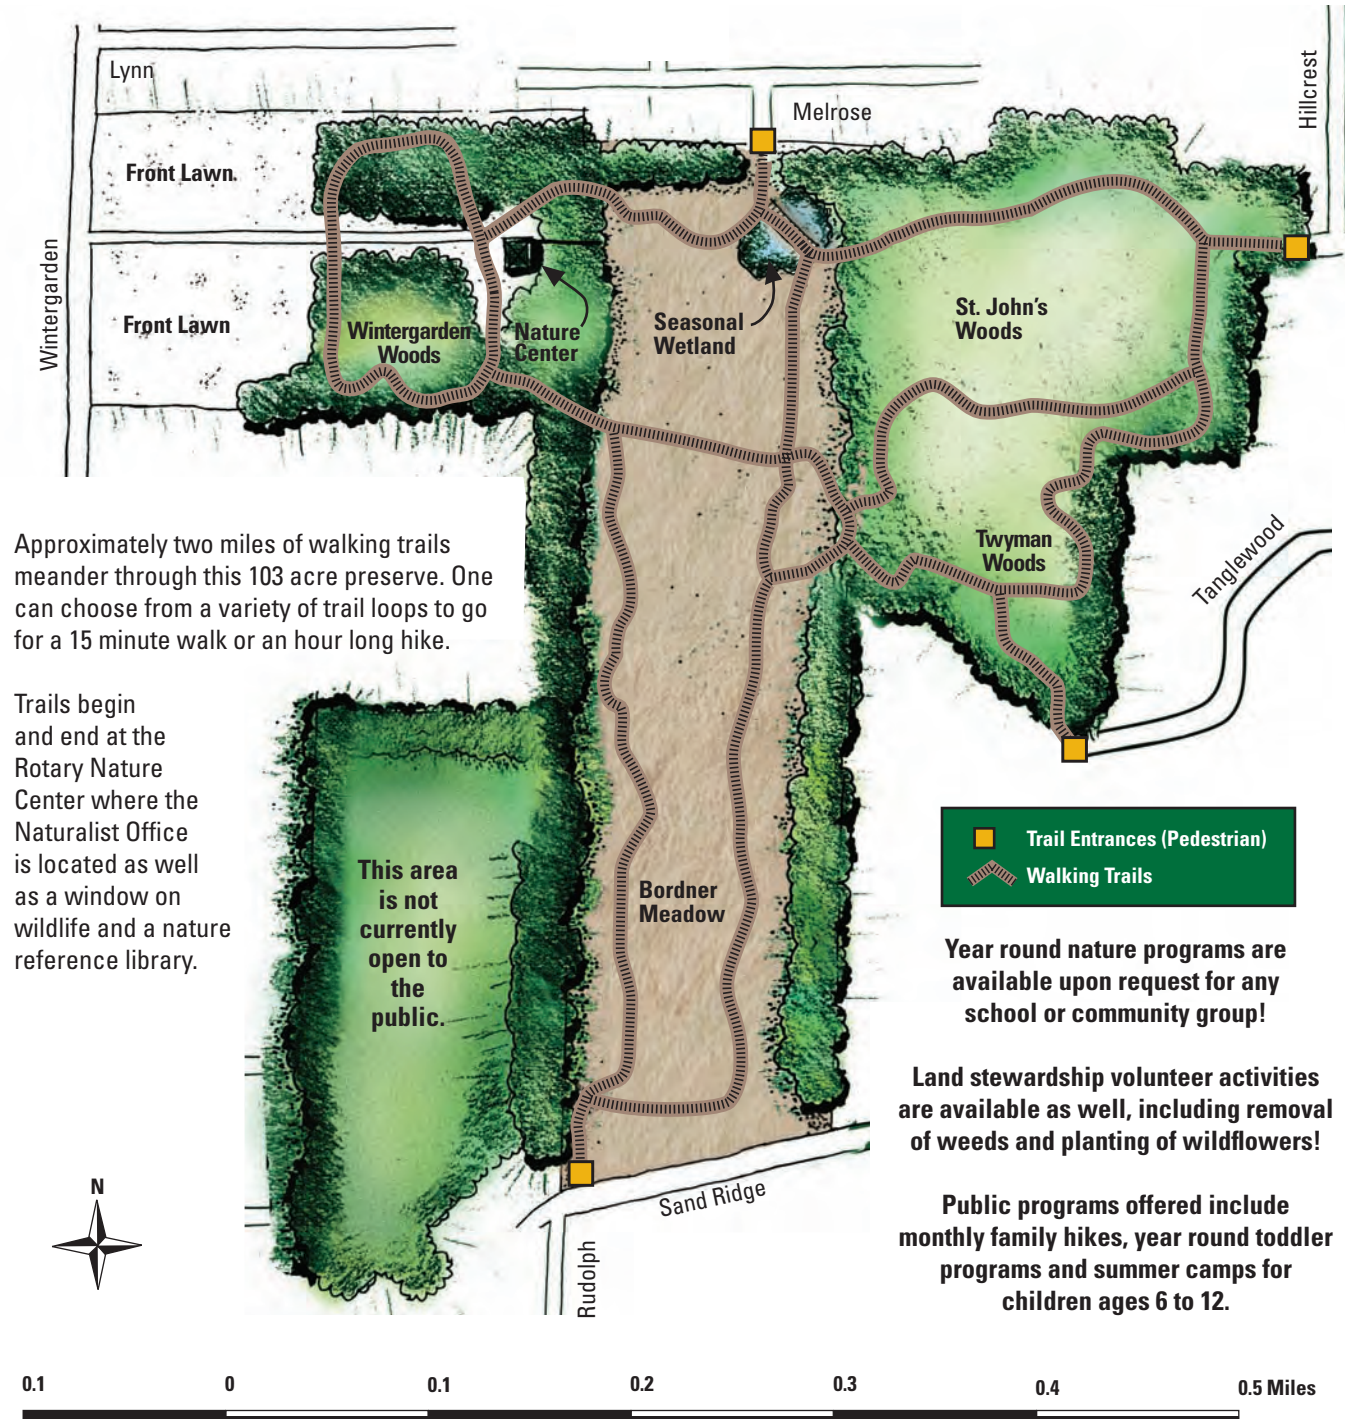 Lynn
Melrose
Hillcrest
Wintergarden
Front Lawn
Front Lawn
Wintergarden
Woods
Nature
Center
Seasonal
Wetland
St. John's
Woods
Twyman
Woods
Tanglewood
Approximately two miles of walking trails
meander through this 103 acre preserve. One
can choose from a variety of trail loops to go
for a 15 minute walk or an hour long hike.
Trails begin
and end at the
Rotary Nature
Center where the
Naturalist Office
is located as well
as a window on
wildlife and a nature
reference library.
This area
is not
currently
open to
the
public.
Bordner
Meadow
Trail Entrances (Pedestrian)
Walking Trails
Year round nature programs are
available upon request for any
school or community group!
Land stewardship volunteer activities
are available as well, including removal
of weeds and planting of wildflowers!
Public programs offered include
monthly family hikes, year round toddler
programs and summer camps for
children ages 6 to 12.
Sand Ridge
Rudolph
N
0.1 0 0.1 0.2 0.3 0.4 0.5 Miles